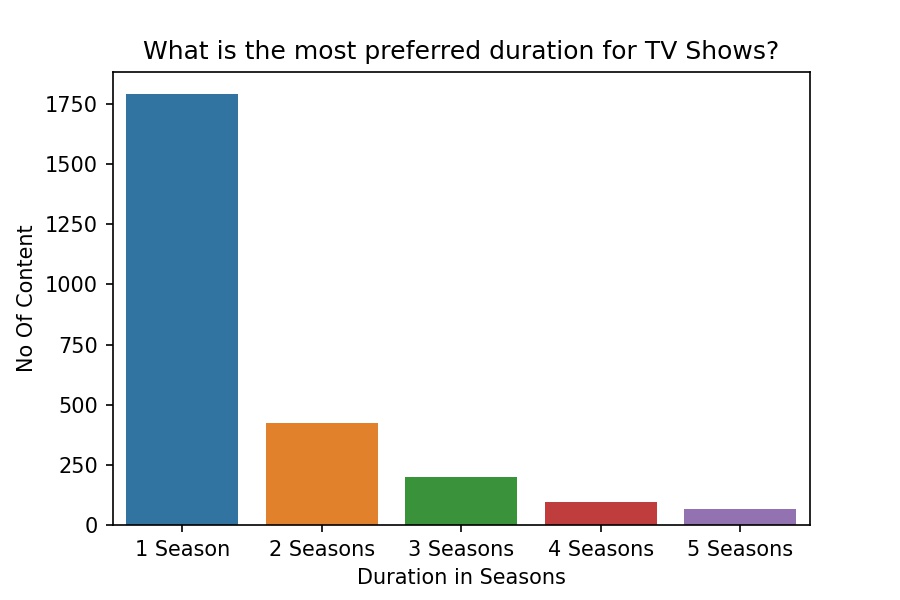 What is the most preferred duration for TV Shows?
No Of Content
1750
1500
1250
1000
750
500
250
0
1 Season 2 Seasons 3 Seasons 4 Seasons 5 Seasons
Duration in Seasons